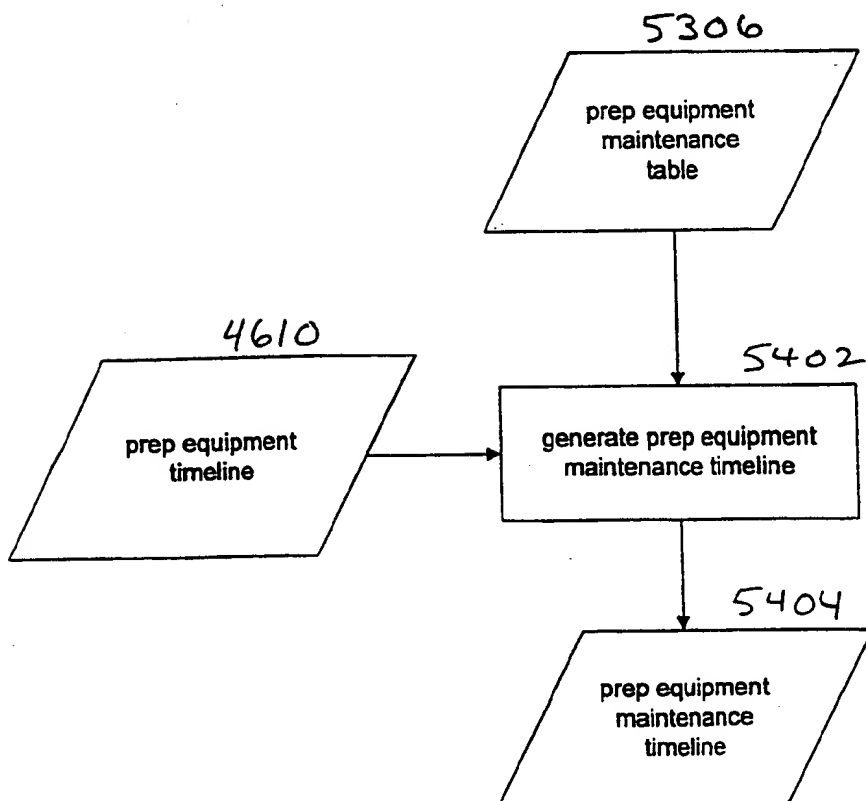 5306
prep equipment
maintenance
table
4610
prep equipment
timeline
5402
generate prep equipment
maintenance timeline
5404
prep equipment
maintenance
timeline